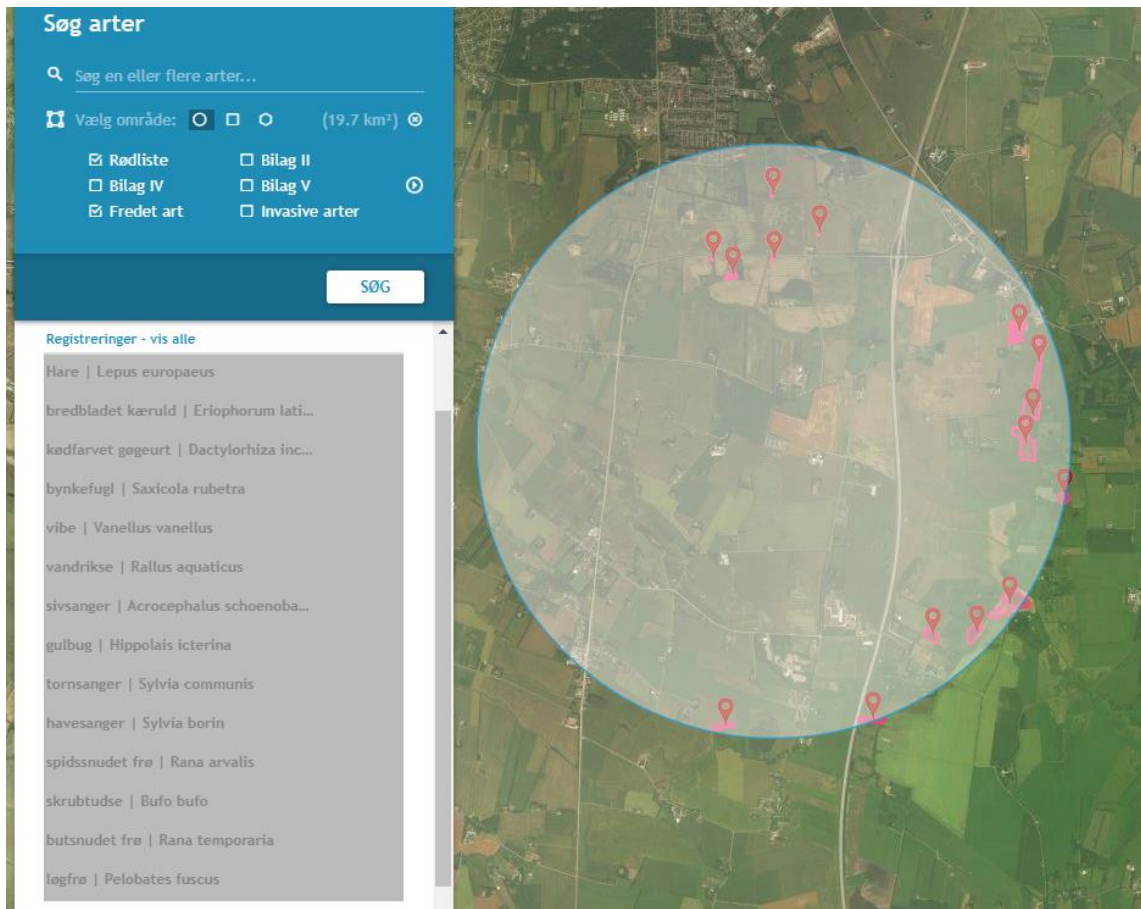 Søg arter
Søg en eller flere arter...
Vælg område: (19.7 km²)
Rødliste Bilag II
Bilag IV Bilag V
Fredet art Invasive arter
SØG
Registreringer - vis alle
Hare | Lepus europaeus
bredbladet kæruld | Eriophorum lati...
kødfarvet gøgeurt | Dactylorhiza inc...
bynkefugl | Saxicola rubetra
vibe | Vanellus vanellus
vandrikse | Rallus aquaticus
sivsanger | Acrocephalus schoenoba...
gulbug | Hippolais icterina
tornsanger | Sylvia communis
havesanger | Sylvia borin
spidssnudet frø | Rana arvalis
skrubtudse | Bufo bufo
butsnudet frø | Rana temporaria
løgfrø | Pelobates fuscus